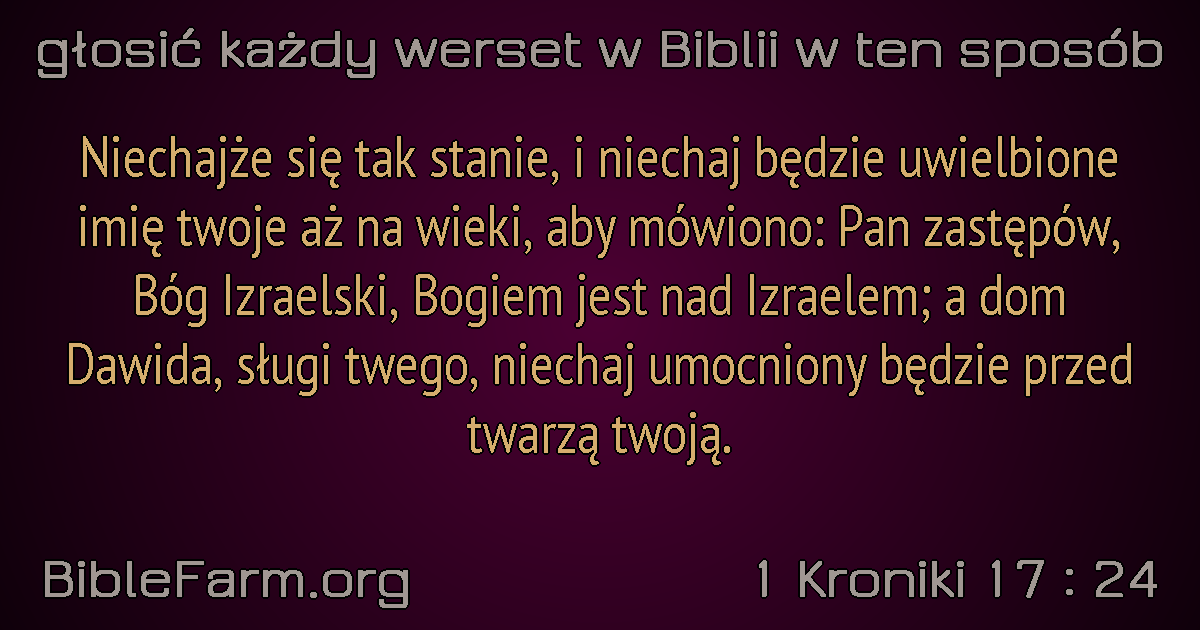 głosić każdy werset w Biblii w ten sposób
Niechajże się tak stanie, i niechaj będzie uwielbione
imię twoje aż na wieki, aby mówiono: Pan zastępów,
Bóg Izraelski, Bogiem jest nad Izraelem; a dom
Dawida, sługi twego, niechaj umocniony będzie przed
twarzą twoją.
BibleFarm.org
1 Kroniki 17 : 24